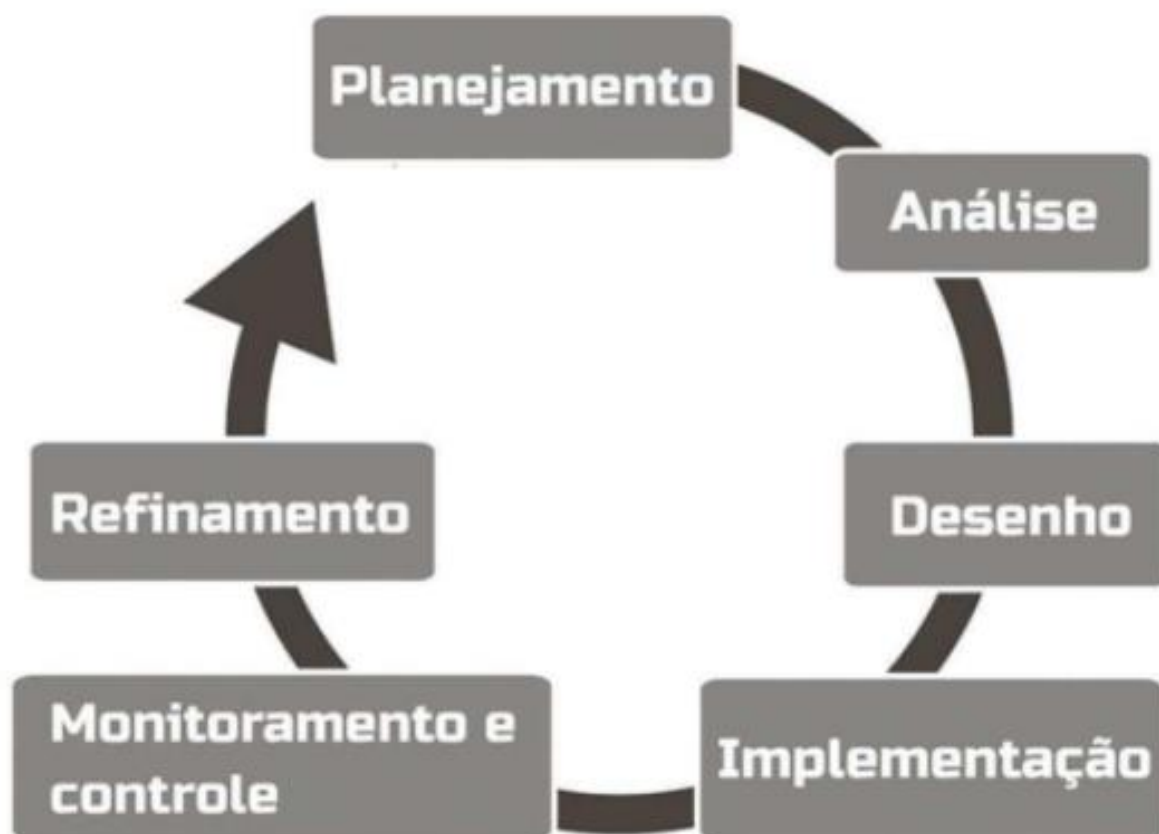 Planejamento
Análise
Desenho
Implementação
Monitoramento e
controle
Refinamento